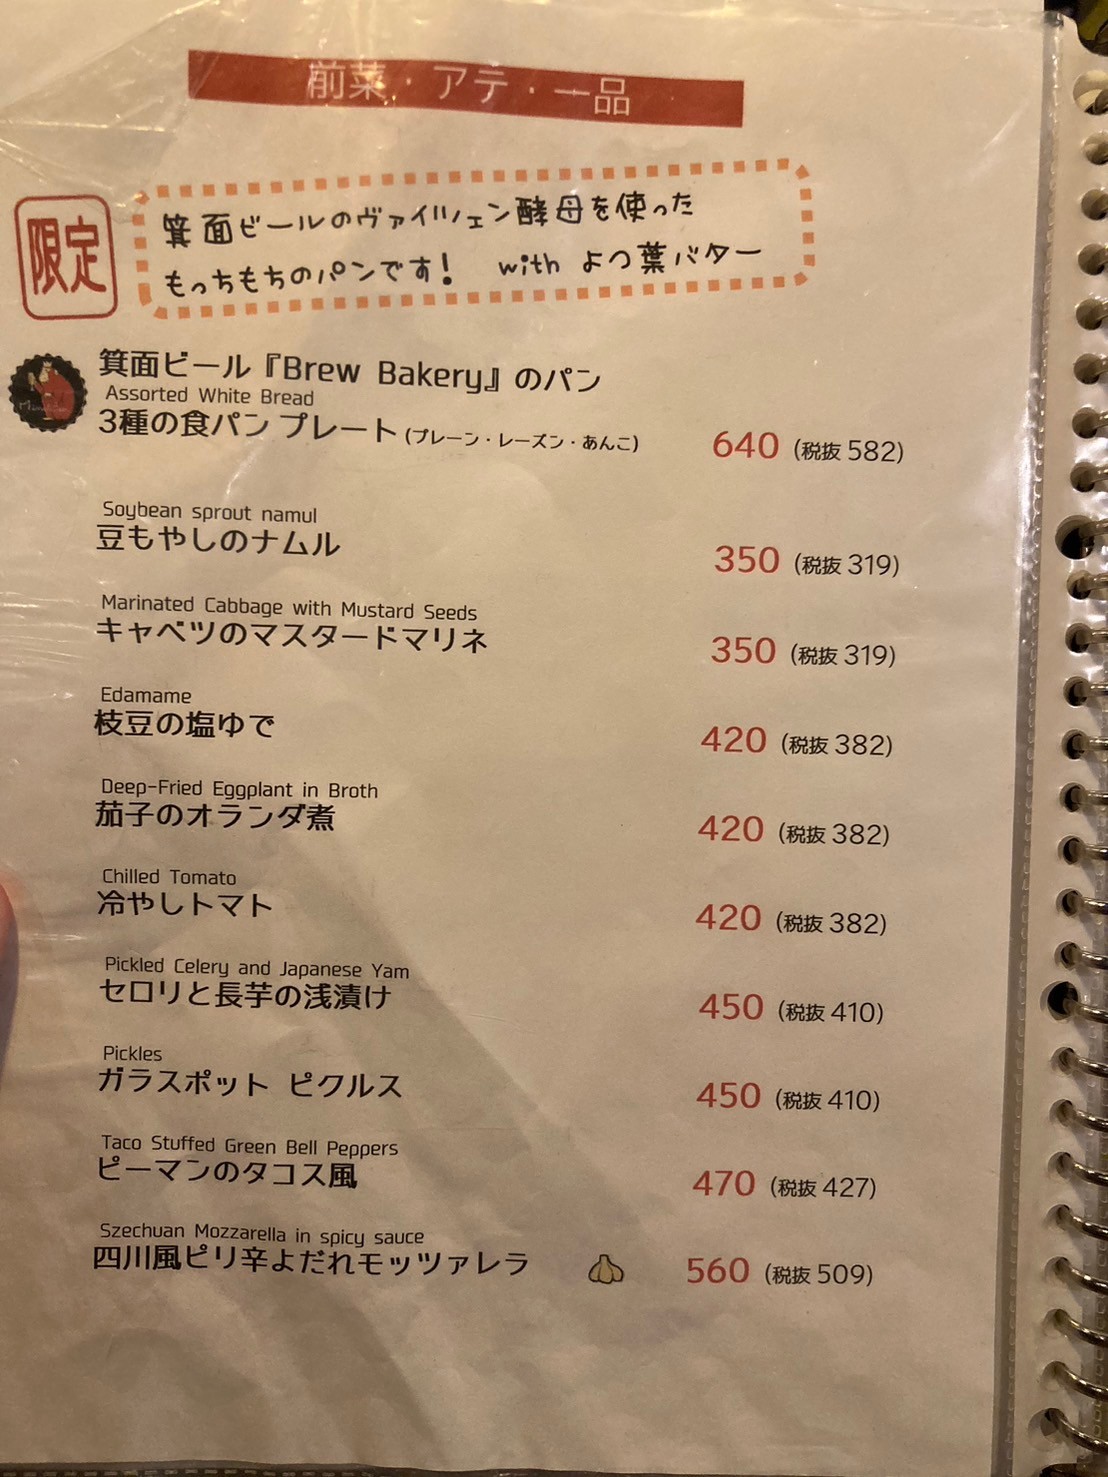 前菜・アテ・一品
限定
箕面ビールのヴァイツェン酵母を使った
もっちもちのパンです! with よつ葉バター
箕面ビール『Brew Bakery』のパン
Assorted White Bread
3種の食パン プレート (プレーン・レーズン・あんこ) 640 (税抜 582)
Soybean sprout namul
豆もやしのナムル 350 (税抜 319)
Marinated Cabbage with Mustard Seeds
キャベツのマスタードマリネ 350 (税抜 319)
Edamame
枝豆の塩ゆで 420 (税抜 382)
Deep-Fried Eggplant in Broth
茄子のオランダ煮 420 (税抜 382)
Chilled Tomato
冷やしトマト 420 (税抜 382)
Pickled Celery and Japanese Yam
セロリと長芋の浅漬け 450 (税抜 410)
Pickles
ガラスポット ピクルス 450 (税抜 410)
Taco Stuffed Green Bell Peppers
ピーマンのタコス風 470 (税抜 427)
Szechuan Mozzarella in spicy sauce
四川風ピリ辛よだれモッツァレラ 560 (税抜 509)